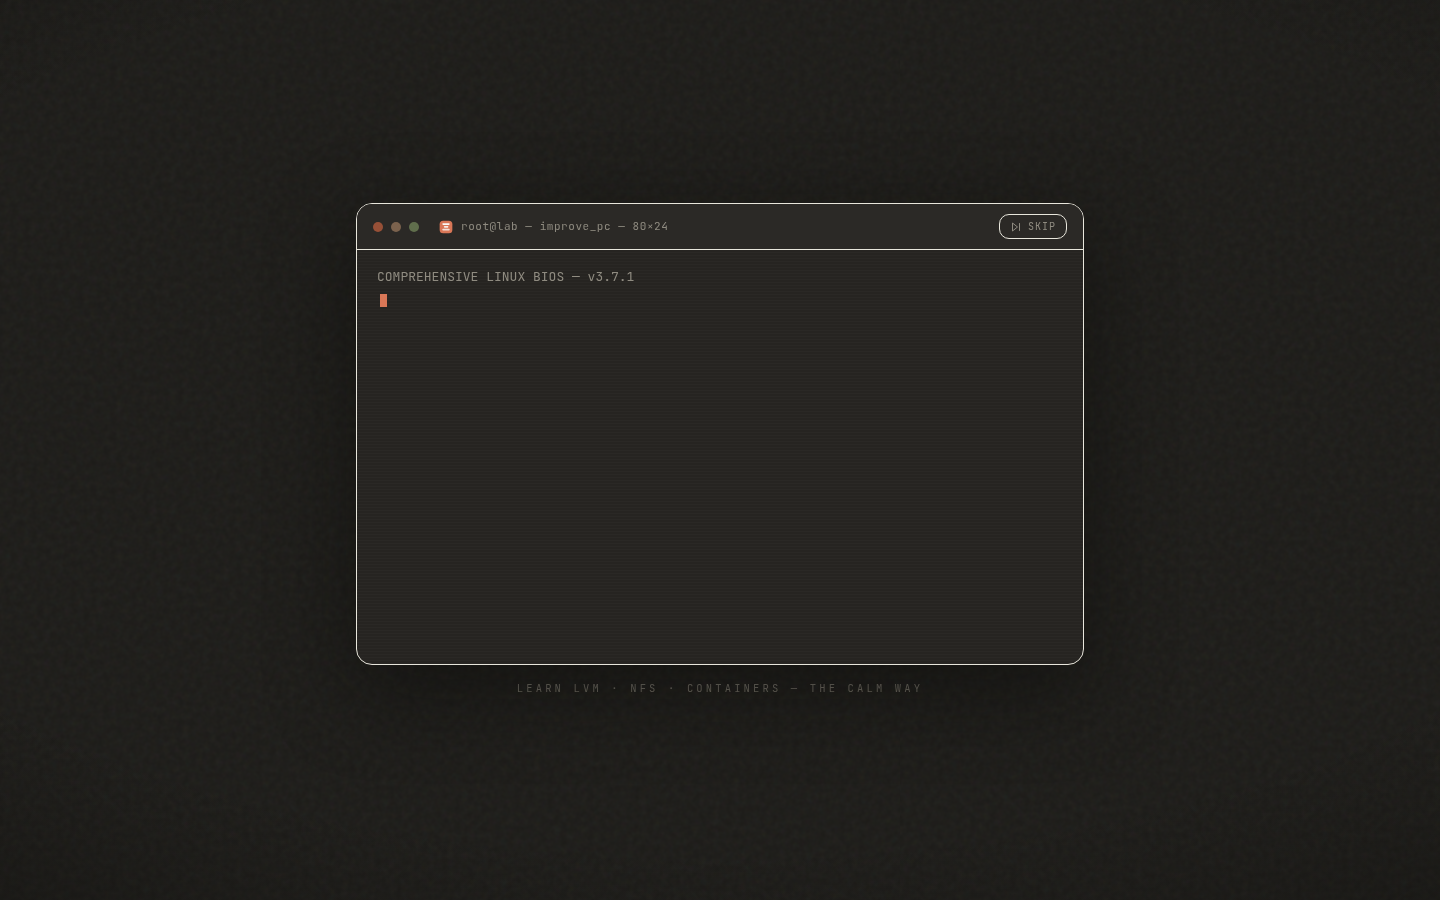 root@lab — improve_pc — 80×24
SKIP
COMPREHENSIVE LINUX BIOS — v3.7.1
LEARN LVM · NFS · CONTAINERS — THE CALM WAY